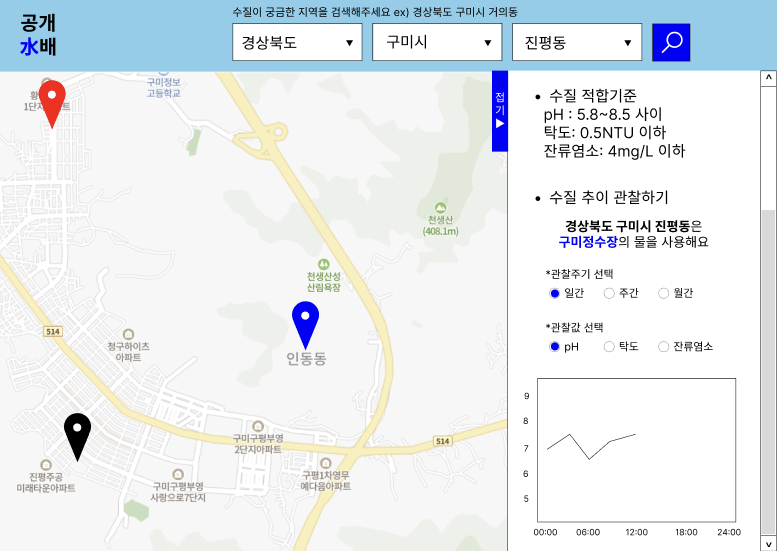 공개
水배
수질이 궁금한 지역을 검색해주세요 ex) 경상북도 구미시 거의동
경상북도 ▼
구미시 ▼
진평동 ▼
구미정보
고등학교
1단지
접
기
▶
천생산
(408.1m)
천생산성
산림욕장
514
청구하이츠
아파트
인동동
구미구평부영
2단지아파트
514
진평주공
미래타운아파트
구미구평부영
사랑으로7단지
구평1차영무
예다음아파트
• 수질 적합기준
pH : 5.8~8.5 사이
탁도: 0.5NTU 이하
잔류염소: 4mg/L 이하
• 수질 추이 관찰하기
경상북도 구미시 진평동은
구미정수장의 물을 사용해요
*관찰주기 선택
일간 주간 월간
*관찰값 선택
pH 탁도 잔류염소
9
8
7
6
5
00:00 06:00 12:00 18:00 24:00